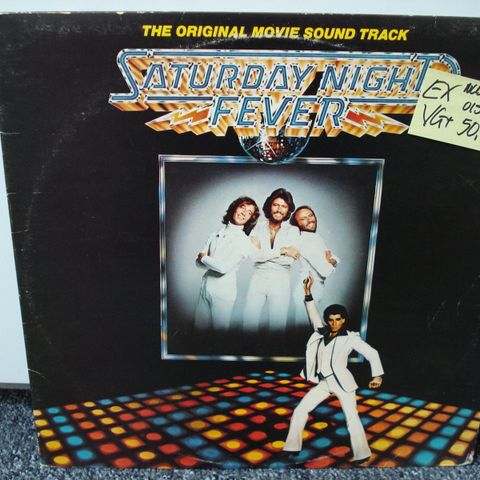 THE ORIGINAL MOVIE SOUND TRACK
SATURDAY NIGHT
FEVER
EX
VG+ 50,